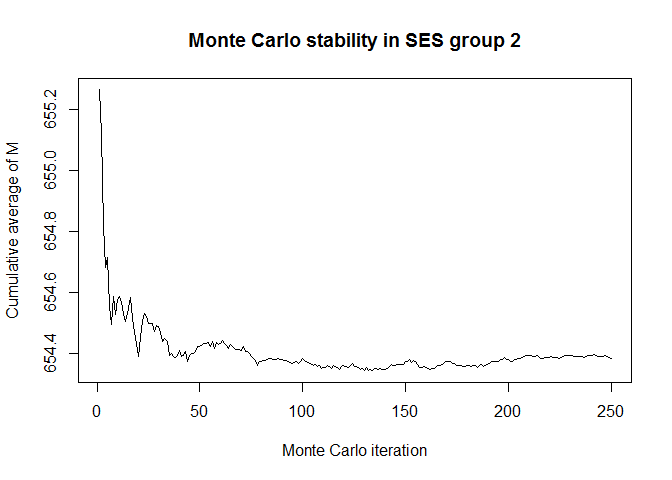 Monte Carlo stability in SES group 2
Cumulative average of M
655.2
655.0
654.8
654.6
654.4
0 50 100 150 200 250
Monte Carlo iteration